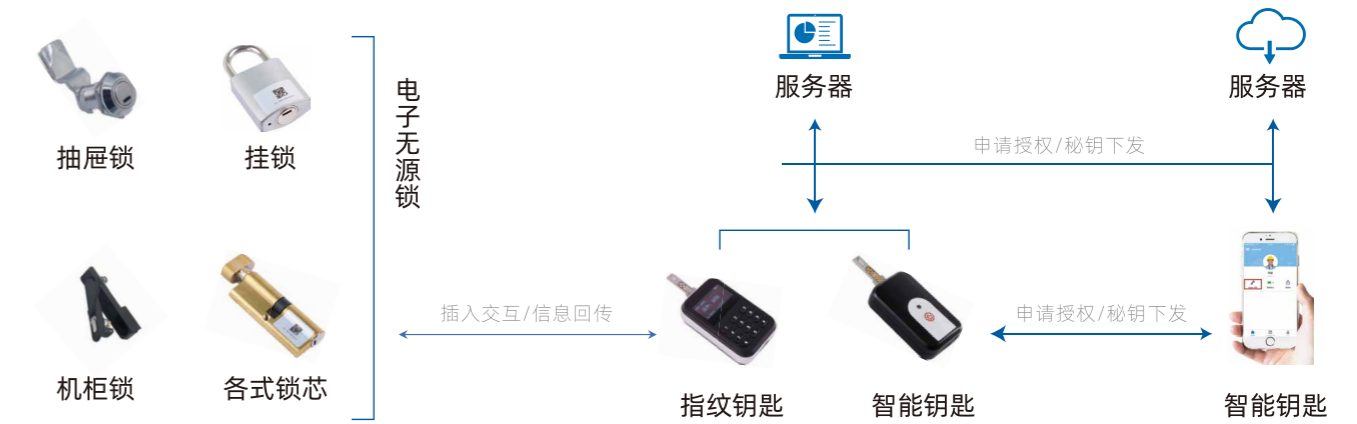 服务器
服务器
抽屉锁
挂锁
电子无源锁
申请授权/秘钥下发
插入交互/信息回传
申请授权/秘钥下发
机柜锁
各式锁芯
指纹钥匙
智能钥匙
智能钥匙